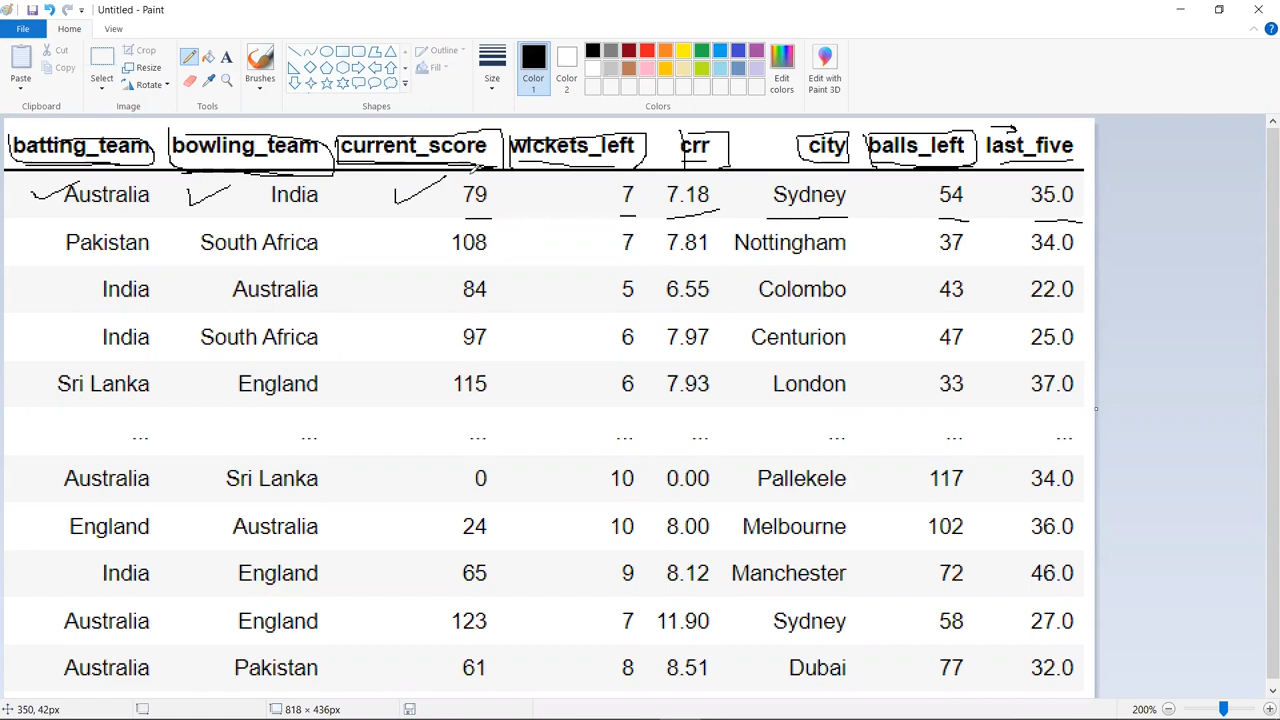 Untitled - Paint
File Home View
Cut Crop Outline Edit colors Edit with Paint 3D
Copy Resize Fill
Paste Select Rotate Brushes Size Color 1 Color 2
Clipboard Image Tools Shapes Colors
batting_team bowling_team current_score wickets_left crr city balls_left last_five
Australia India 79 7 7.18 Sydney 54 35.0
Pakistan South Africa 108 7 7.81 Nottingham 37 34.0
India Australia 84 5 6.55 Colombo 43 22.0
India South Africa 97 6 7.97 Centurion 47 25.0
Sri Lanka England 115 6 7.93 London 33 37.0
... ... ... ... ... ... ... ...
Australia Sri Lanka 0 10 0.00 Pallekele 117 34.0
England Australia 24 10 8.00 Melbourne 102 36.0
India England 65 9 8.12 Manchester 72 46.0
Australia England 123 7 11.90 Sydney 58 27.0
Australia Pakistan 61 8 8.51 Dubai 77 32.0
350, 42px 818 × 436px 200%